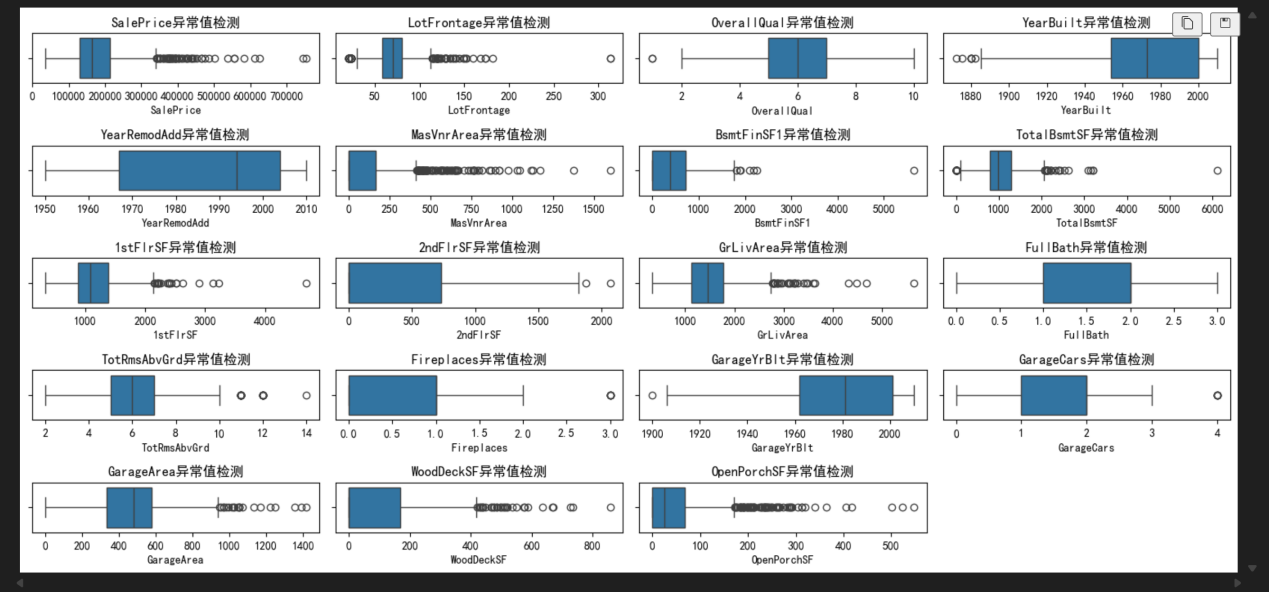 SalePrice异常值检测
0 100000 200000 300000 400000 500000 600000 700000
SalePrice
LotFrontage异常值检测
50 100 150 200 250 300
LotFrontage
OverallQual异常值检测
2 4 6 8 10
OverallQual
YearBuilt异常值检测
1880 1900 1920 1940 1960 1980 2000
YearBuilt
YearRemodAdd异常值检测
1950 1960 1970 1980 1990 2000 2010
YearRemodAdd
MasVnrArea异常值检测
0 250 500 750 1000 1250 1500
MasVnrArea
BsmtFinSF1异常值检测
0 1000 2000 3000 4000 5000
BsmtFinSF1
TotalBsmtSF异常值检测
0 1000 2000 3000 4000 5000 6000
TotalBsmtSF
1stFlrSF异常值检测
1000 2000 3000 4000
1stFlrSF
2ndFlrSF异常值检测
0 500 1000 1500 2000
2ndFlrSF
GrLivArea异常值检测
1000 2000 3000 4000 5000
GrLivArea
FullBath异常值检测
0.0 0.5 1.0 1.5 2.0 2.5 3.0
FullBath
TotRmsAbvGrd异常值检测
2 4 6 8 10 12 14
TotRmsAbvGrd
Fireplaces异常值检测
0.0 0.5 1.0 1.5 2.0 2.5 3.0
Fireplaces
GarageYrBlt异常值检测
1900 1920 1940 1960 1980 2000
GarageYrBlt
GarageCars异常值检测
0 1 2 3 4
GarageCars
GarageArea异常值检测
0 200 400 600 800 1000 1200 1400
GarageArea
WoodDeckSF异常值检测
0 200 400 600 800
WoodDeckSF
OpenPorchSF异常值检测
0 100 200 300 400 500
OpenPorchSF